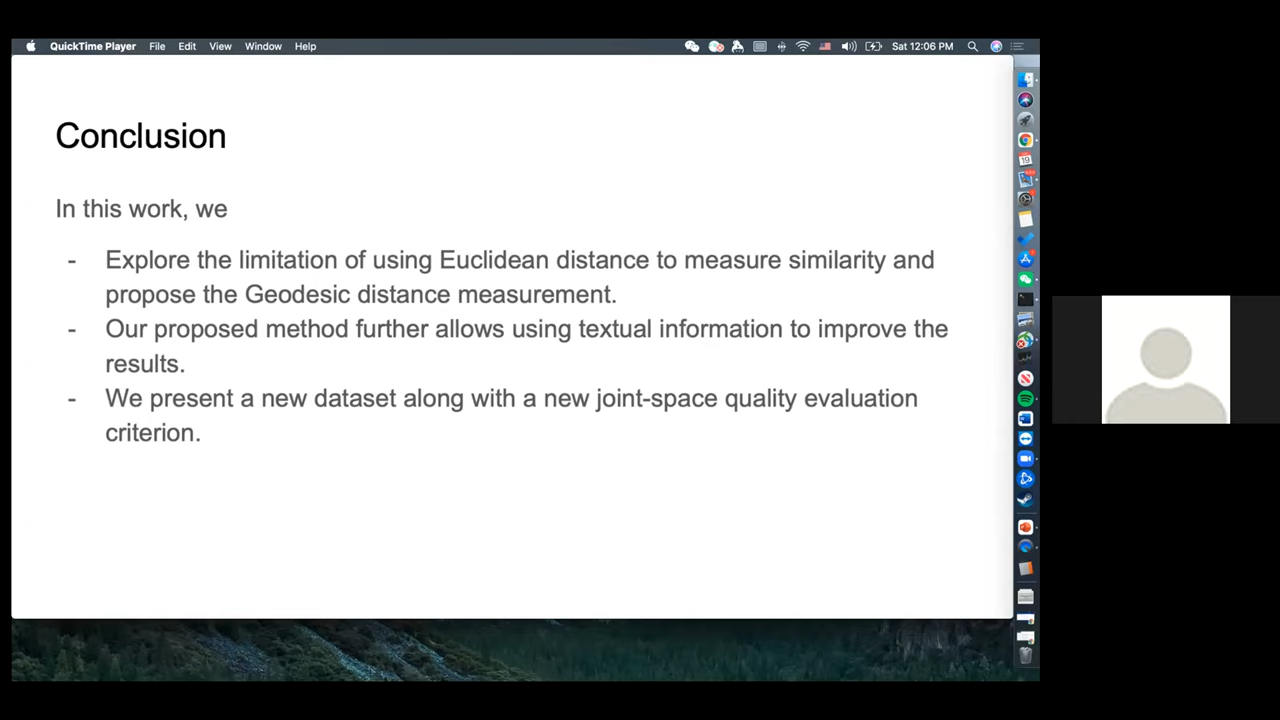 QuickTime Player File Edit View Window Help Sat 12:06 PM
Conclusion
In this work, we
- Explore the limitation of using Euclidean distance to measure similarity and
propose the Geodesic distance measurement.
- Our proposed method further allows using textual information to improve the
results.
- We present a new dataset along with a new joint-space quality evaluation
criterion.
19